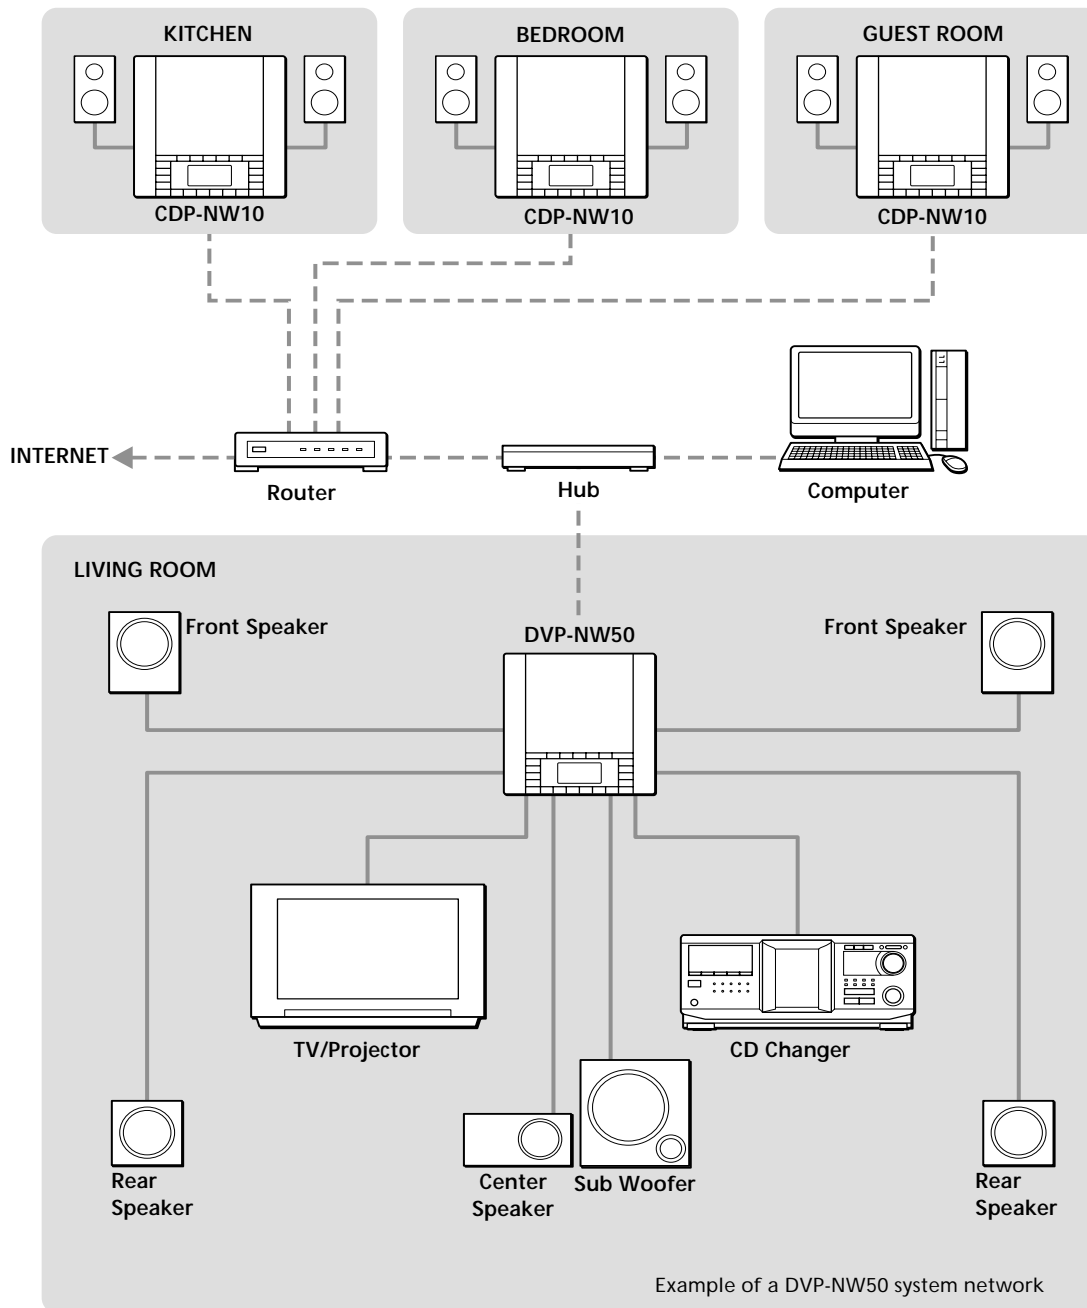 KITCHEN
BEDROOM
GUEST ROOM
CDP-NW10
CDP-NW10
CDP-NW10
INTERNET
Router
Hub
Computer
LIVING ROOM
Front Speaker
DVP-NW50
Front Speaker
TV/Projector
CD Changer
Rear
Speaker
Center
Speaker
Sub Woofer
Rear
Speaker
Example of a DVP-NW50 system network